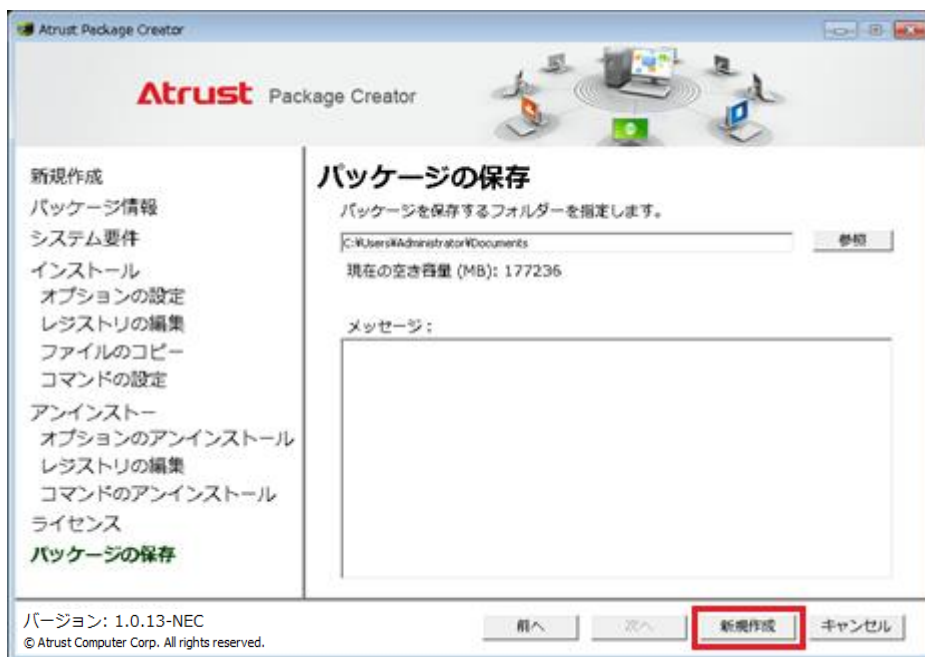 Atrust Package Creator
Atrust Package Creator
新規作成
パッケージ情報
システム要件
インストール
オプションの設定
レジストリの編集
ファイルのコピー
コマンドの設定
アンインストー
オプションのアンインストール
レジストリの編集
コマンドのアンインストール
ライセンス
パッケージの保存
パッケージの保存
パッケージを保存するフォルダーを指定します。
C:¥Users¥Administrator¥Documents
参照
現在の空き容量 (MB): 177236
メッセージ:
バージョン: 1.0.13-NEC
© Atrust Computer Corp. All rights reserved.
前へ
次へ
新規作成
キャンセル